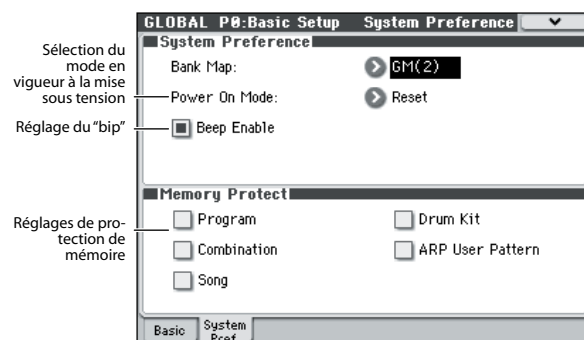 GLOBAL P0:Basic Setup System Preference
System Preference
Sélection du
mode en
vigueur à la mise
sous tension
Bank Map: GM(2)
Power On Mode: Reset
Réglage du “bip”
Beep Enable
Memory Protect
Réglages de pro-
tection de
mémoire
Program Drum Kit
Combination ARP User Pattern
Song
Basic System
Pref